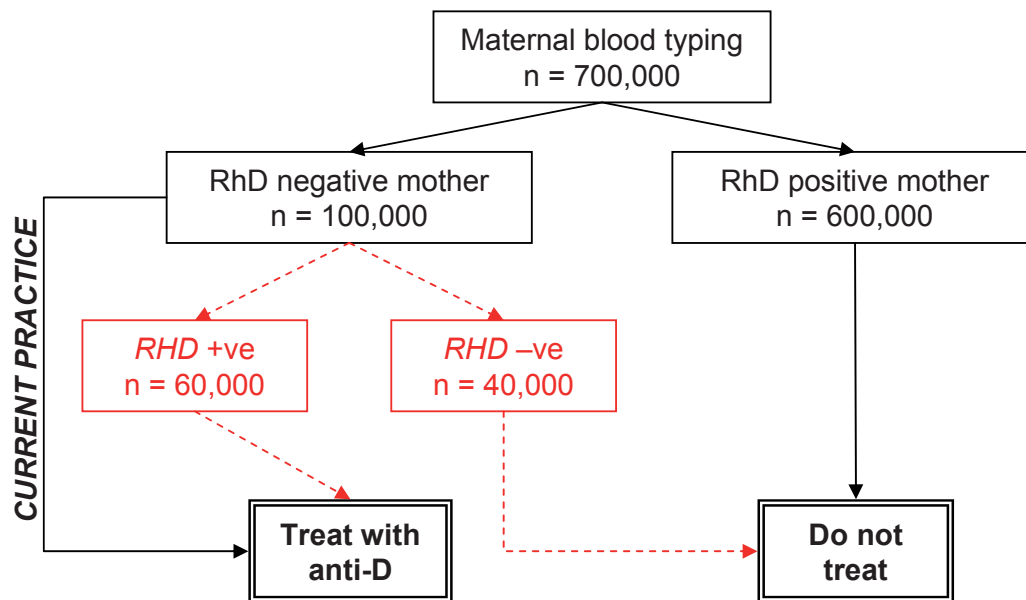 Maternal blood typing
n = 700,000
RhD negative mother
n = 100,000
RhD positive mother
n = 600,000
CURRENT PRACTICE
RHD +ve
n = 60,000
RHD –ve
n = 40,000
Treat with
anti-D
Do not
treat